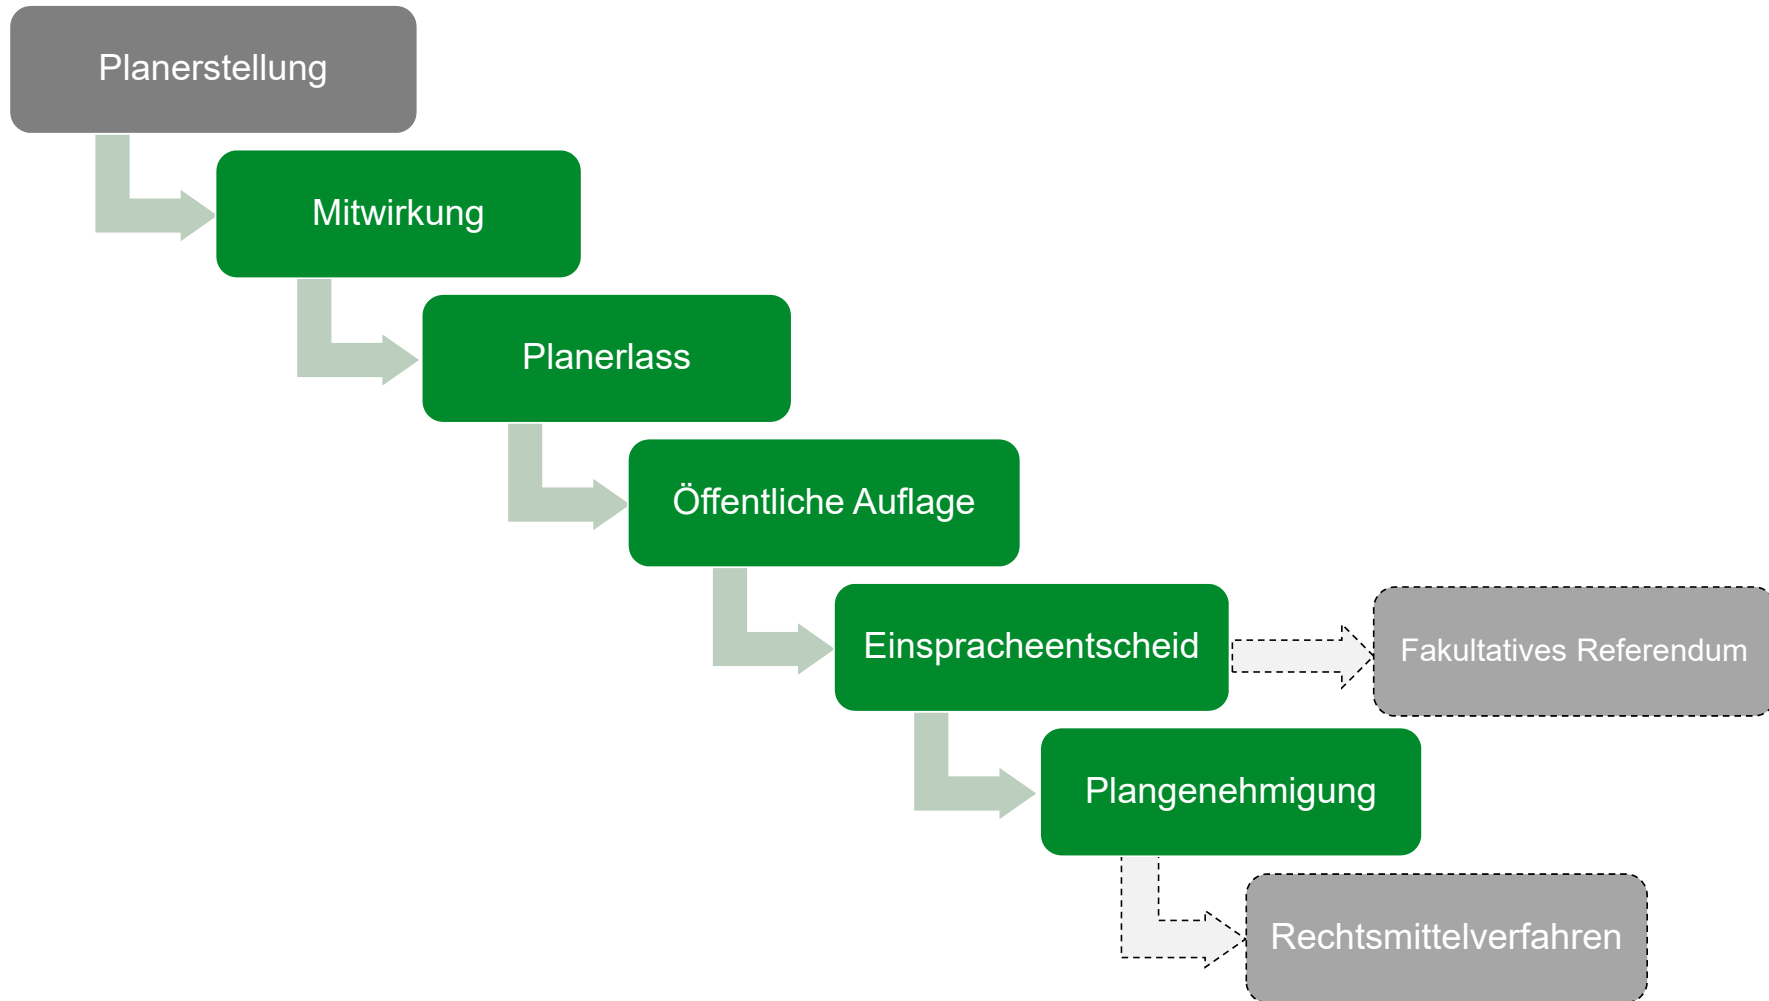 Planerstellung
Mitwirkung
Planerlass
Öffentliche Auflage
Einspracheentscheid
Fakultatives Referendum
Plangenehmigung
Rechtsmittelverfahren